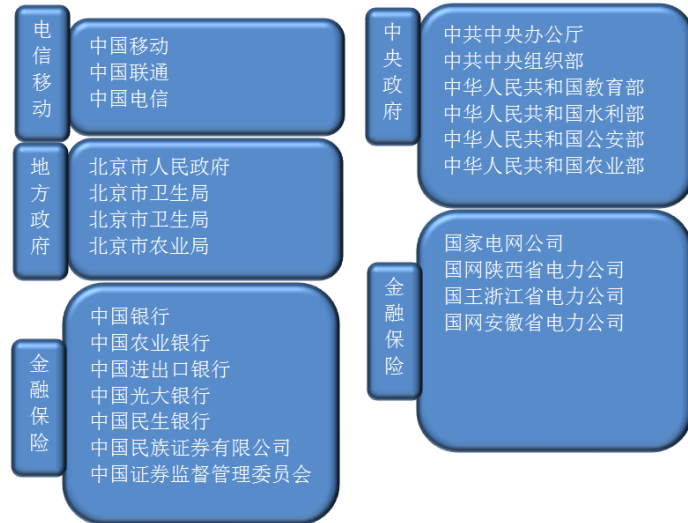 电信移动
中国移动
中国联通
中国电信
地方政府
北京市人民政府
北京市卫生局
北京市卫生局
北京市农业局
金融保险
中国银行
中国农业银行
中国进出口银行
中国光大银行
中国民生银行
中国民族证券有限公司
中国证券监督管理委员会
中央政府
中共中央办公厅
中共中央组织部
中华人民共和国教育部
中华人民共和国水利部
中华人民共和国公安部
中华人民共和国农业部
金融保险
国家电网公司
国网陕西省电力公司
国王浙江省电力公司
国网安徽省电力公司